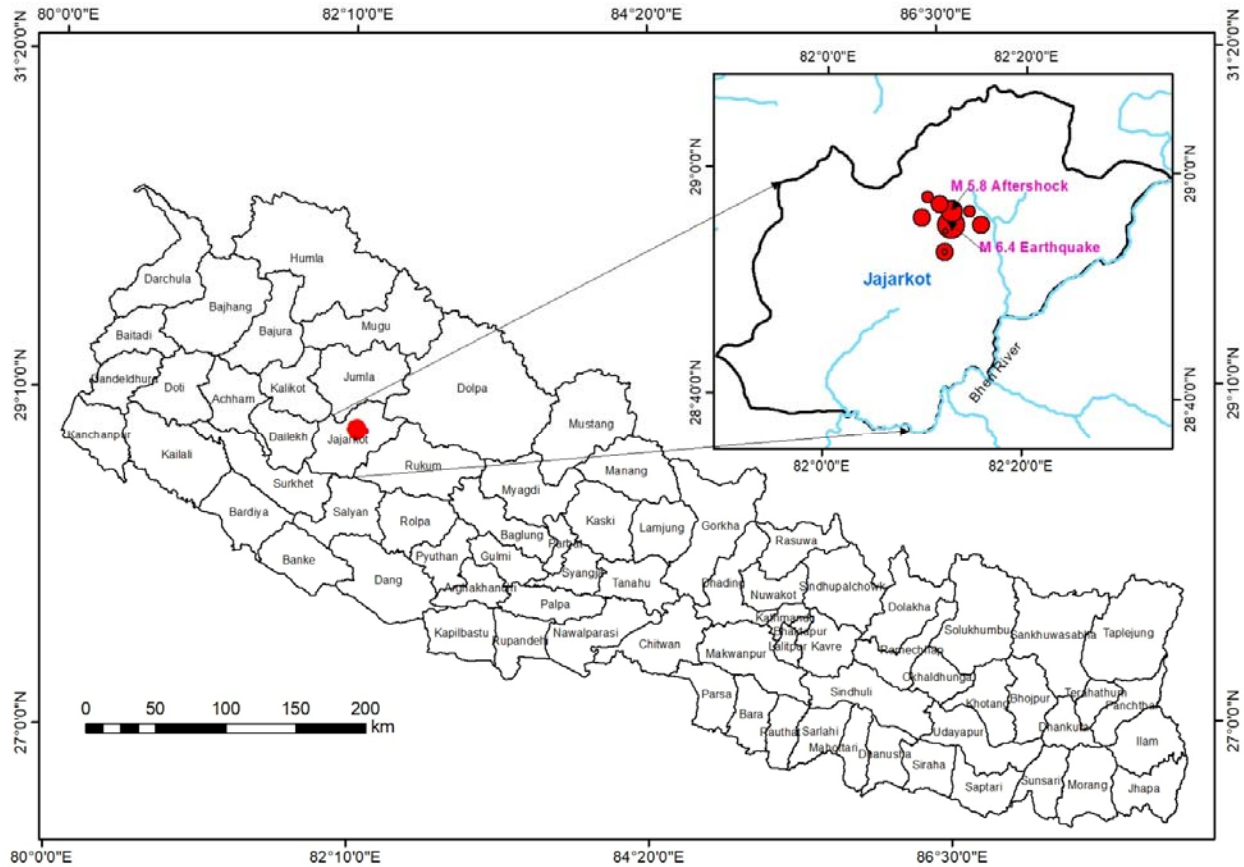 80°0'0"E 82°10'0"E 84°20'0"E 86°30'0"E
31°20'0"N
31°20'0"N
82°0'0"E 82°20'0"E
29°0'0"N
29°0'0"N
M 5.8 Aftershock
M 6.4 Earthquake
Jajarkot
Bheri River
28°40'0"N
28°40'0"N
82°0'0"E 82°20'0"E
Humla
Darchula
Bajhang
Mugu
Baitadi
Bajura
29°10'0"N
29°10'0"N
Dandeldhura
Doti
Achham
Kalikot
Jumla
Dolpa
Kanchanpur
Kailali
Dailekh
Jajarkot
Mustang
Rukum
Manang
Surkhet
Myagdi
Bardiya
Salyan
Rolpa
Kaski
Lamjung
Gorkha
Baglung
Parbat
Rasuwa
Banke
Pyuthan
Gulmi
Syangja
Dang
Arghakhanchi
Tanahu
Dhading
Nuwakot
Sindhupalchowk
Palpa
Dolakha
Kapilbastu
Rupandehi
Nawalparasi
Chitwan
Kathmandu
Bhaktapur
Lalitpur
Kavre
Makwanpur
Ramechhap
Solukhumbu
Sankhuwasabha
Taplejung
Okhaldhunga
Parsa
Sindhuli
Khotang
Bhojpur
Terahathum
Panchthar
Bara
Rauthat
Sarlahi
Mahottari
Dhanusha
Siraha
Udayapur
Dhankuta
Ilam
Saptari
Sunsari
Morang
Jhapa
0 50 100 150 200
km
27°0'0"N
27°0'0"N
80°0'0"E 82°10'0"E 84°20'0"E 86°30'0"E